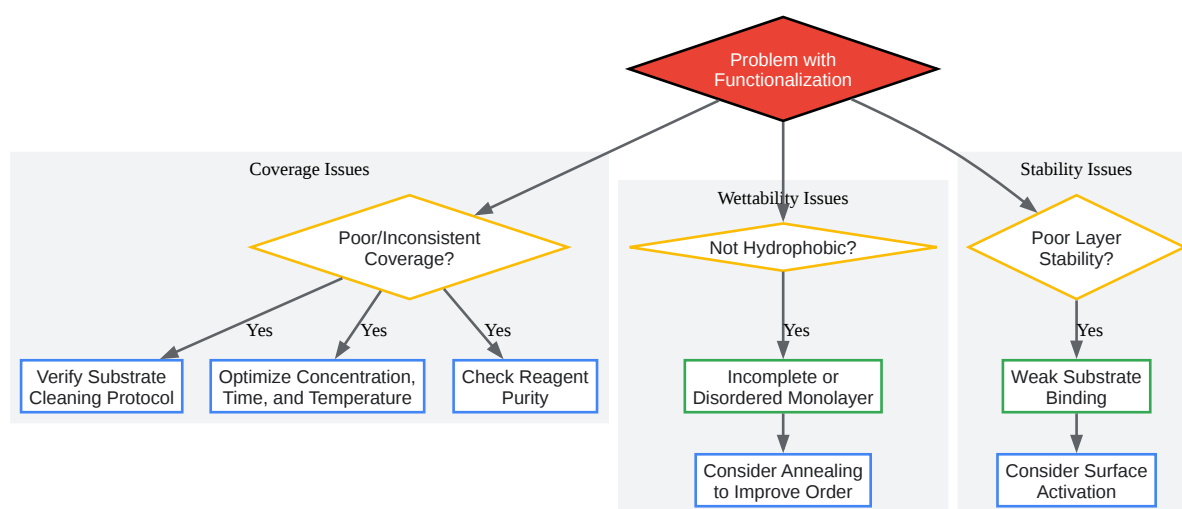 Problem with
Functionalization
Coverage Issues
Poor/Inconsistent
Coverage?
Yes
Yes
Yes
Verify Substrate
Cleaning Protocol
Optimize Concentration,
Time, and Temperature
Check Reagent
Purity
Wettability Issues
Not Hydrophobic?
Yes
Incomplete or
Disordered Monolayer
Consider Annealing
to Improve Order
Stability Issues
Poor Layer
Stability?
Yes
Weak Substrate
Binding
Consider Surface
Activation